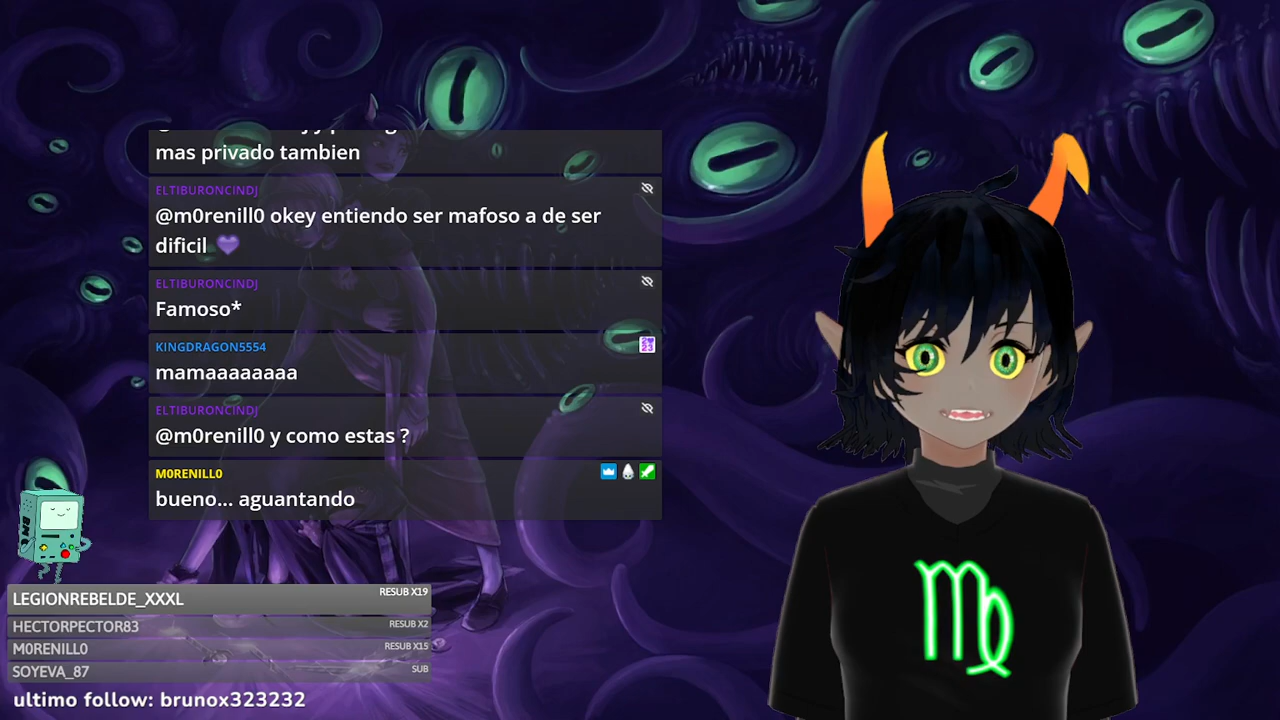 mas privado tambien
ELTIBURONCINDJ
@m0renill0 okey entiendo ser mafoso a de ser
dificil
ELTIBURONCINDJ
Famoso*
KINGDRAGON5554
mamaaaaaaaa
ELTIBURONCINDJ
@m0renill0 y como estas ?
M0RENILL0
bueno... aguantando
LEGIONREBELDE_XXXL RESUB X19
HECTORPECTOR83 RESUB X2
M0RENILL0 RESUB X15
SOYEVA_87 SUB
ultimo follow: brunox323232